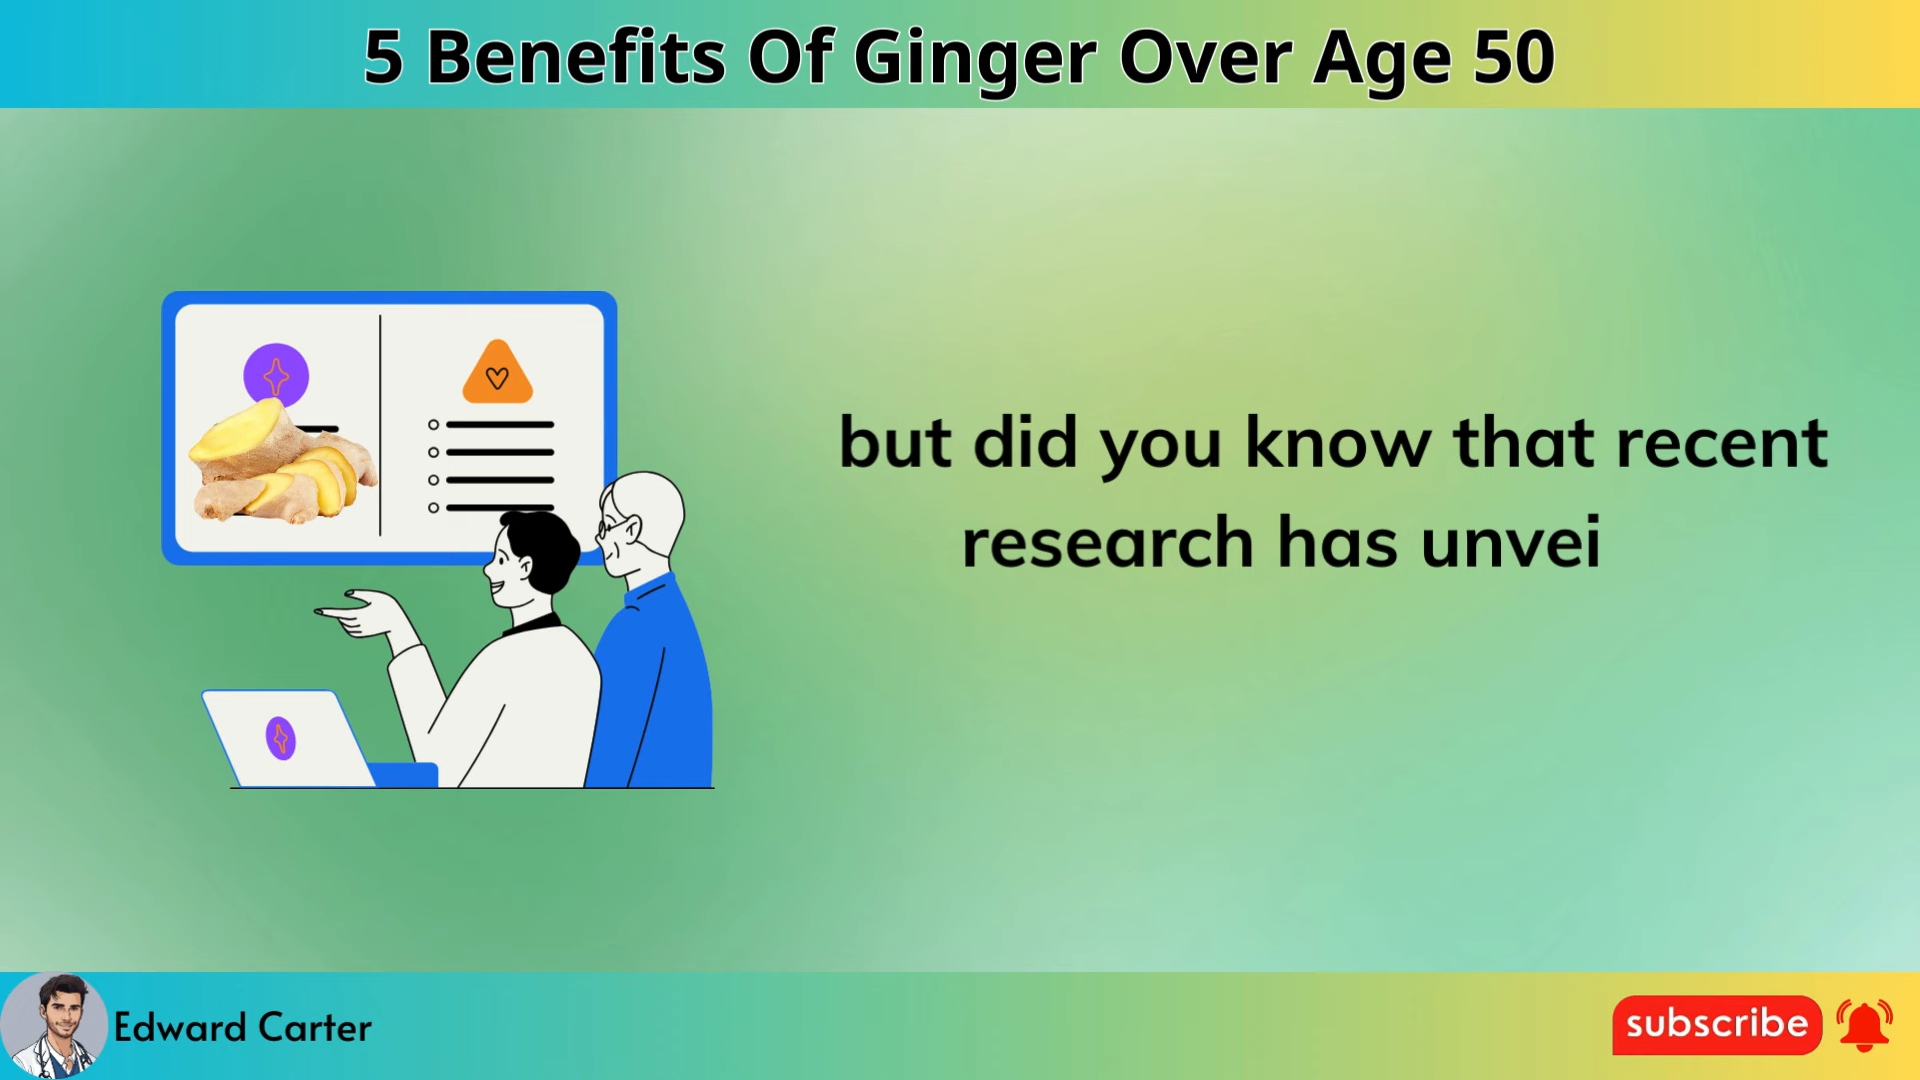 5 Benefits Of Ginger Over Age 50
but did you know that recent
research has unvei
Edward Carter
subscribe